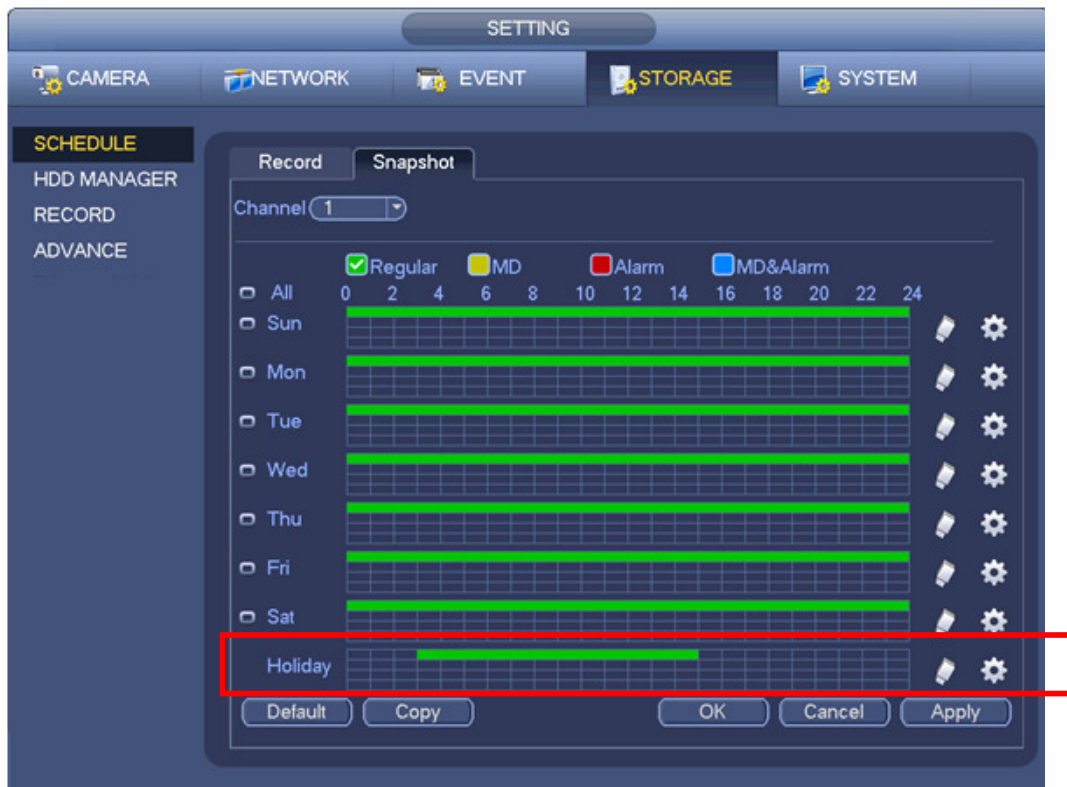 SETTING
CAMERA NETWORK EVENT STORAGE SYSTEM
SCHEDULE
HDD MANAGER
RECORD
ADVANCE
Record Snapshot
Channel 1
Regular MD Alarm MD&Alarm
All 0 2 4 6 8 10 12 14 16 18 20 22 24
Sun
Mon
Tue
Wed
Thu
Fri
Sat
Holiday
Default Copy OK Cancel Apply